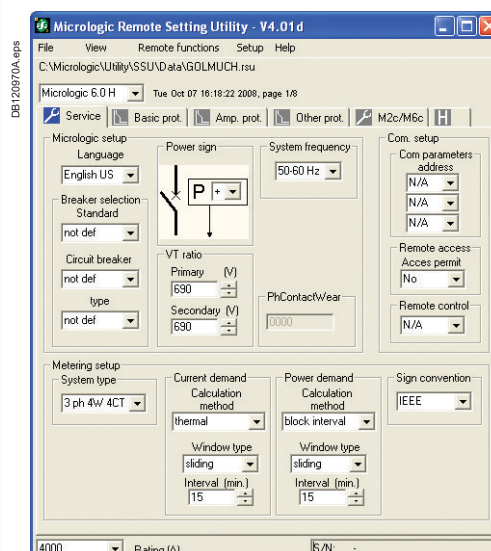 DB120970A.eps
Micrologic Remote Setting Utility - V4.01d
File View Remote functions Setup Help
C:\Micrologic\Utility\SSU\Data\GOLMUCH.rsu
Micrologic 6.0 H Tue Oct 07 16:18:22 2008, page 1/8
Service Basic prot. Amp. prot. Other prot. M2c/M6c H
Micrologic setup
Language
English US
Breaker selection
Standard
not def
Circuit breaker
not def
type
not def
Power sign
P +
System frequency
50-60 Hz
VT ratio
Primary (V)
690
Secondary (V)
690
PhContactWear
0000
Com. setup
Com parameters
address
N/A
N/A
N/A
Remote access
Acces permit
No
Remote control
N/A
Metering setup
System type
3 ph 4W 4CT
Current demand
Calculation
method
thermal
Window type
sliding
Interval (min.)
15
Power demand
Calculation
method
block interval
Window type
sliding
Interval (min.)
15
Sign convention
IEEE
4000 Rating (A) S/N: -